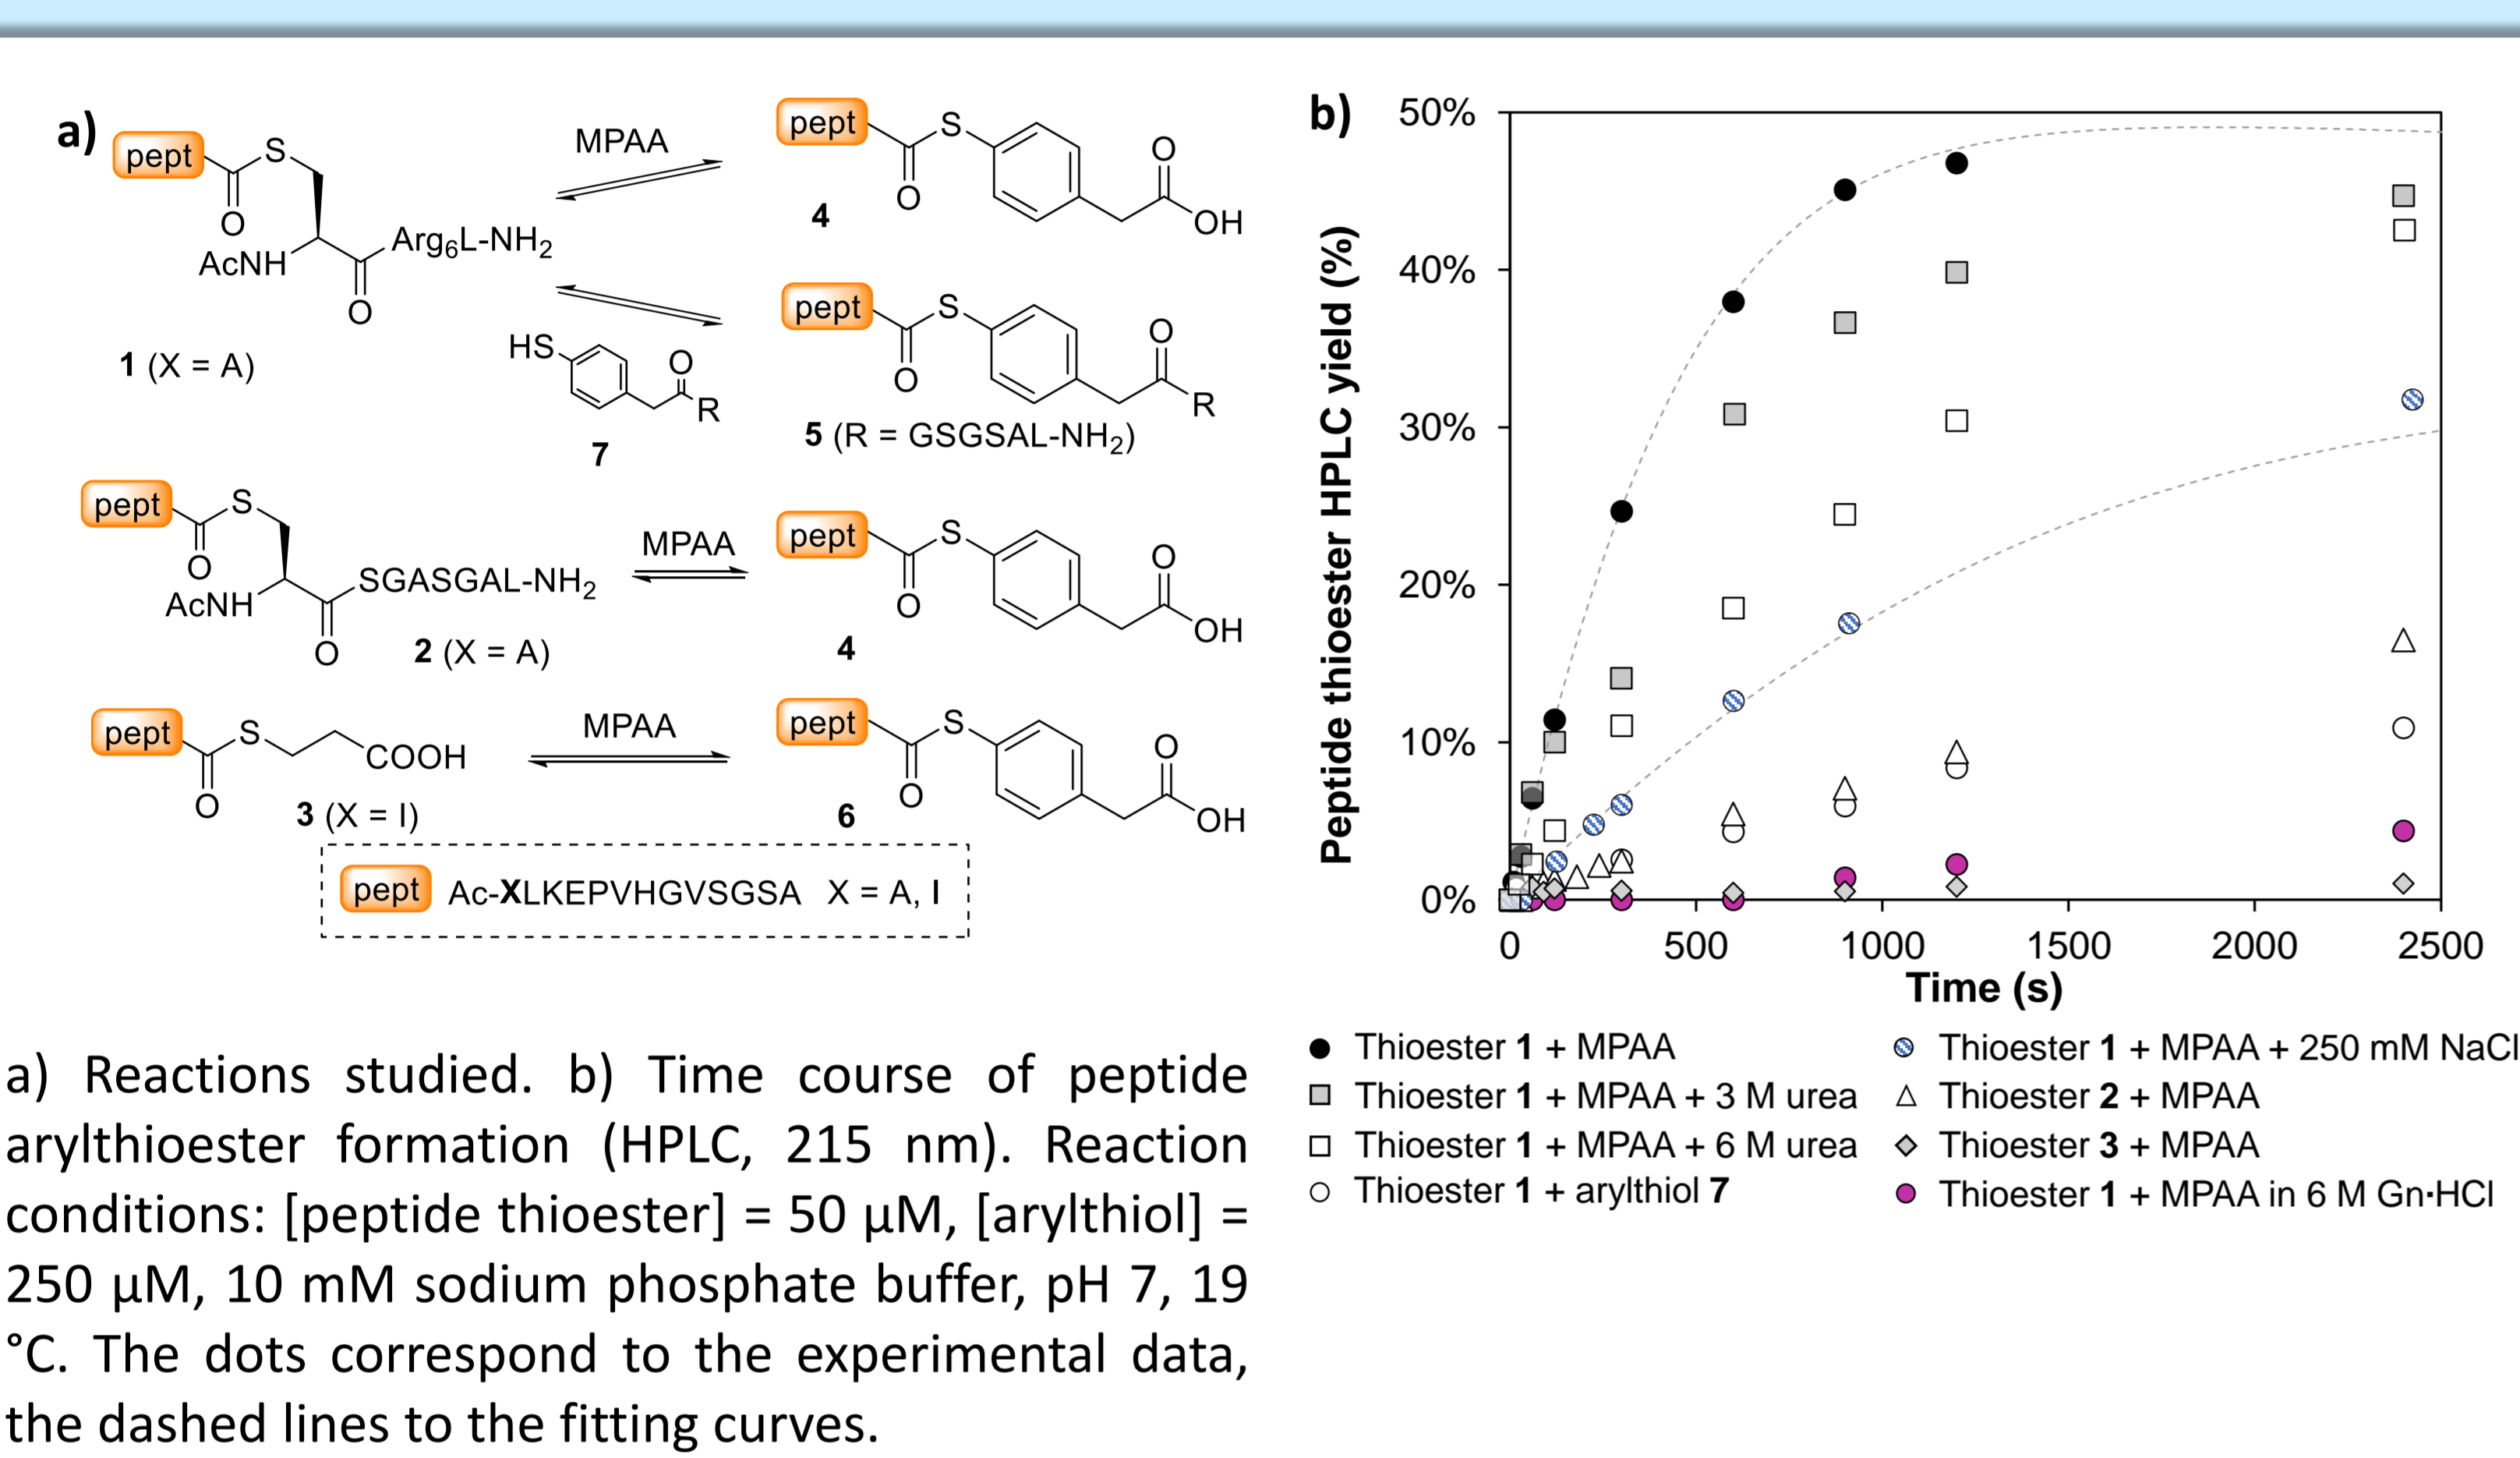 a)
pept
S
O
AcNH
O
Arg6L-NH2
1 (X = A)
MPAA
pept
S
O
O
OH
4
HS
O
R
7
pept
S
O
O
R
5 (R = GSGSAL-NH2)
pept
S
O
AcNH
O
SGASGAL-NH2
2 (X = A)
MPAA
pept
S
O
O
OH
4
pept
S
O
COOH
3 (X = I)
MPAA
pept
S
O
O
OH
6
pept Ac-XLKEPVHGVSGSA X = A, I
b)
Peptide thioester HPLC yield (%)
50%
40%
30%
20%
10%
0%
0 500 1000 1500 2000 2500
Time (s)
Thioester 1 + MPAA
Thioester 1 + MPAA + 3 M urea
Thioester 1 + MPAA + 6 M urea
Thioester 1 + arylthiol 7
Thioester 1 + MPAA + 250 mM NaCl
Thioester 2 + MPAA
Thioester 3 + MPAA
Thioester 1 + MPAA in 6 M Gn·HCl
a) Reactions studied. b) Time course of peptide
arylthioester formation (HPLC, 215 nm). Reaction
conditions: [peptide thioester] = 50 µM, [arylthiol] =
250 µM, 10 mM sodium phosphate buffer, pH 7, 19
°C. The dots correspond to the experimental data,
the dashed lines to the fitting curves.